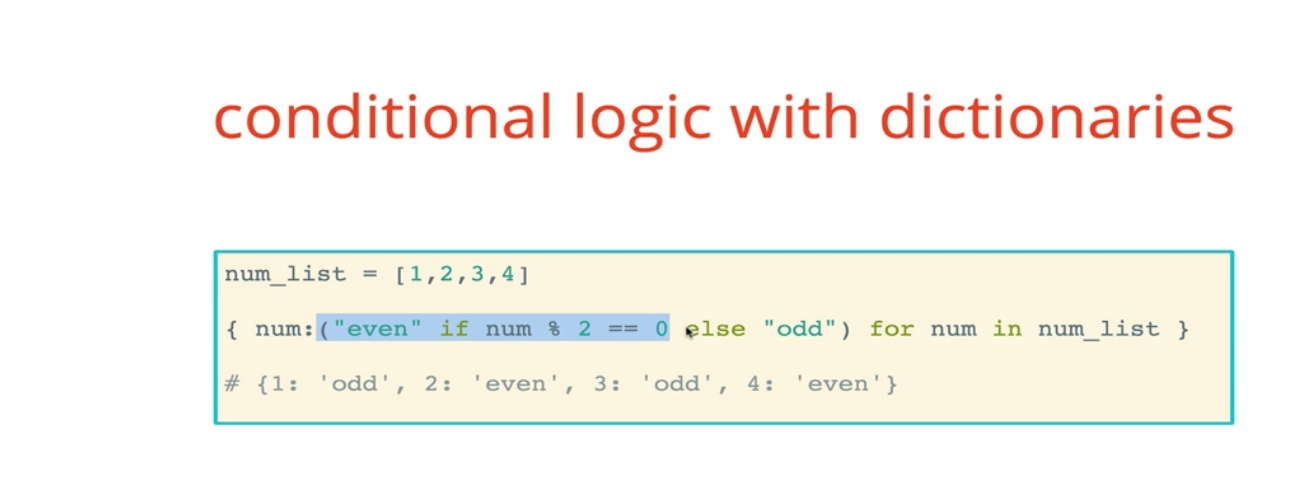 conditional logic with dictionaries
num_list = [1,2,3,4]
{ num:("even" if num % 2 == 0 else "odd") for num in num_list }
# {1: 'odd', 2: 'even', 3: 'odd', 4: 'even'}